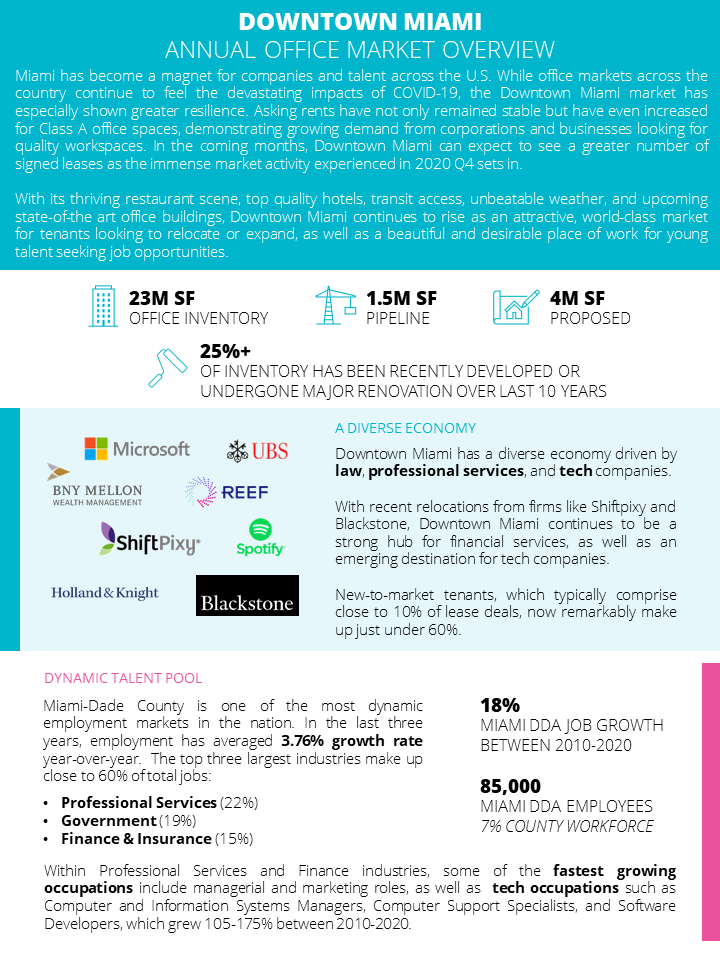 DOWNTOWN MIAMI
ANNUAL OFFICE MARKET OVERVIEW
Miami has become a magnet for companies and talent across the U.S. While office markets across the
country continue to feel the devastating impacts of COVID-19, the Downtown Miami market has
especially shown greater resilience. Asking rents have not only remained stable but have even increased
for Class A office spaces, demonstrating growing demand from corporations and businesses looking for
quality workspaces. In the coming months, Downtown Miami can expect to see a greater number of
signed leases as the immense market activity experienced in 2020 Q4 sets in.
With its thriving restaurant scene, top quality hotels, transit access, unbeatable weather, and upcoming
state-of-the art office buildings, Downtown Miami continues to rise as an attractive, world-class market
for tenants looking to relocate or expand, as well as a beautiful and desirable place of work for young
talent seeking job opportunities.
23M SF
OFFICE INVENTORY
1.5M SF
PIPELINE
4M SF
PROPOSED
25%+
OF INVENTORY HAS BEEN RECENTLY DEVELOPED OR
UNDERGONE MAJOR RENOVATION OVER LAST 10 YEARS
Microsoft
UBS
BNY MELLON
WEALTH MANAGEMENT
REEF
ShiftPixy
Spotify
Holland & Knight
Blackstone
A DIVERSE ECONOMY
Downtown Miami has a diverse economy driven by
law, professional services, and tech companies.
With recent relocations from firms like Shiftpixy and
Blackstone, Downtown Miami continues to be a
strong hub for financial services, as well as an
emerging destination for tech companies.
New-to-market tenants, which typically comprise
close to 10% of lease deals, now remarkably make
up just under 60%.
DYNAMIC TALENT POOL
Miami-Dade County is one of the most dynamic
employment markets in the nation. In the last three
years, employment has averaged 3.76% growth rate
year-over-year. The top three largest industries make up
close to 60% of total jobs:
• Professional Services (22%)
• Government (19%)
• Finance & Insurance (15%)
18%
MIAMI DDA JOB GROWTH
BETWEEN 2010-2020
85,000
MIAMI DDA EMPLOYEES
7% COUNTY WORKFORCE
Within Professional Services and Finance industries, some of the fastest growing
occupations include managerial and marketing roles, as well as tech occupations such as
Computer and Information Systems Managers, Computer Support Specialists, and Software
Developers, which grew 105-175% between 2010-2020.